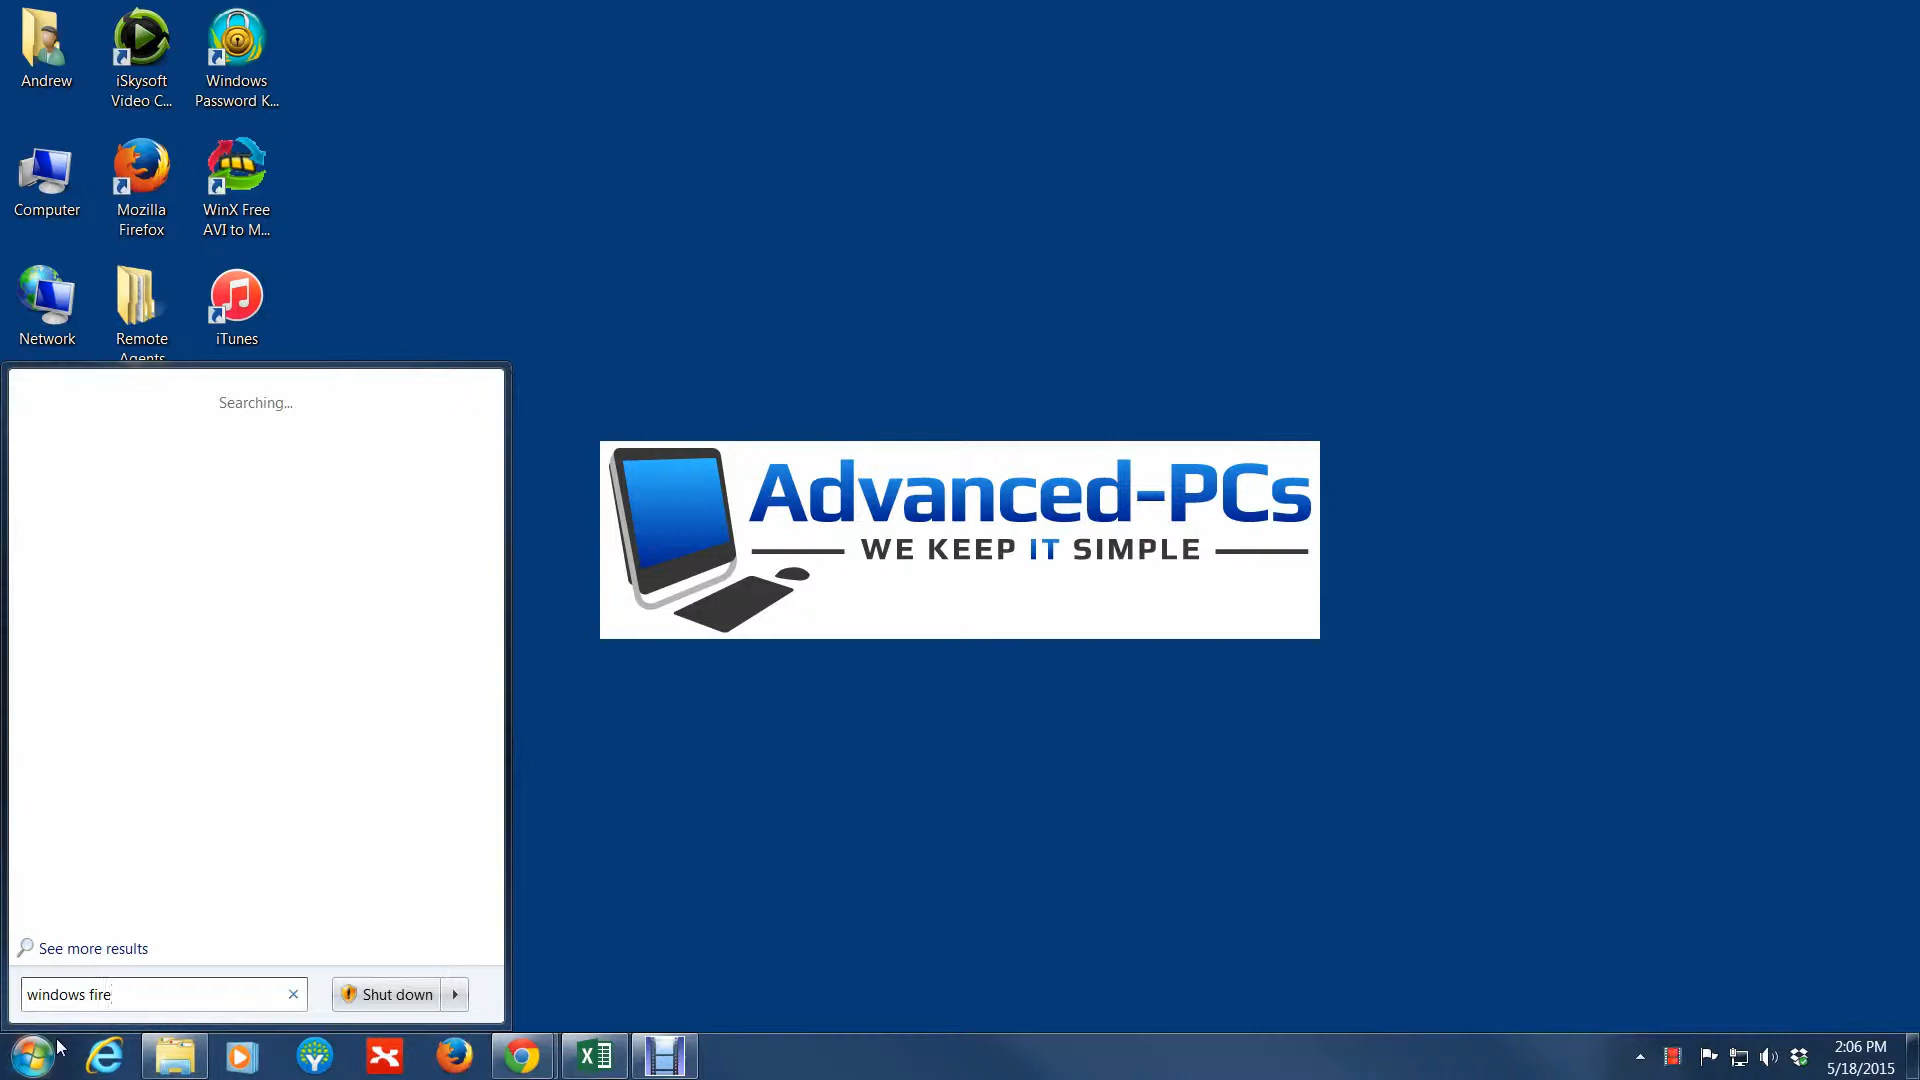 Andrew
iSkysoft
Video C...
Windows
Password K...
Computer
Mozilla
Firefox
WinX Free
AVI to M...
Network
Remote
Agents
iTunes
Searching...
Advanced-PCs
WE KEEP IT SIMPLE
See more results
windows fire
Shut down
2:06 PM
5/18/2015